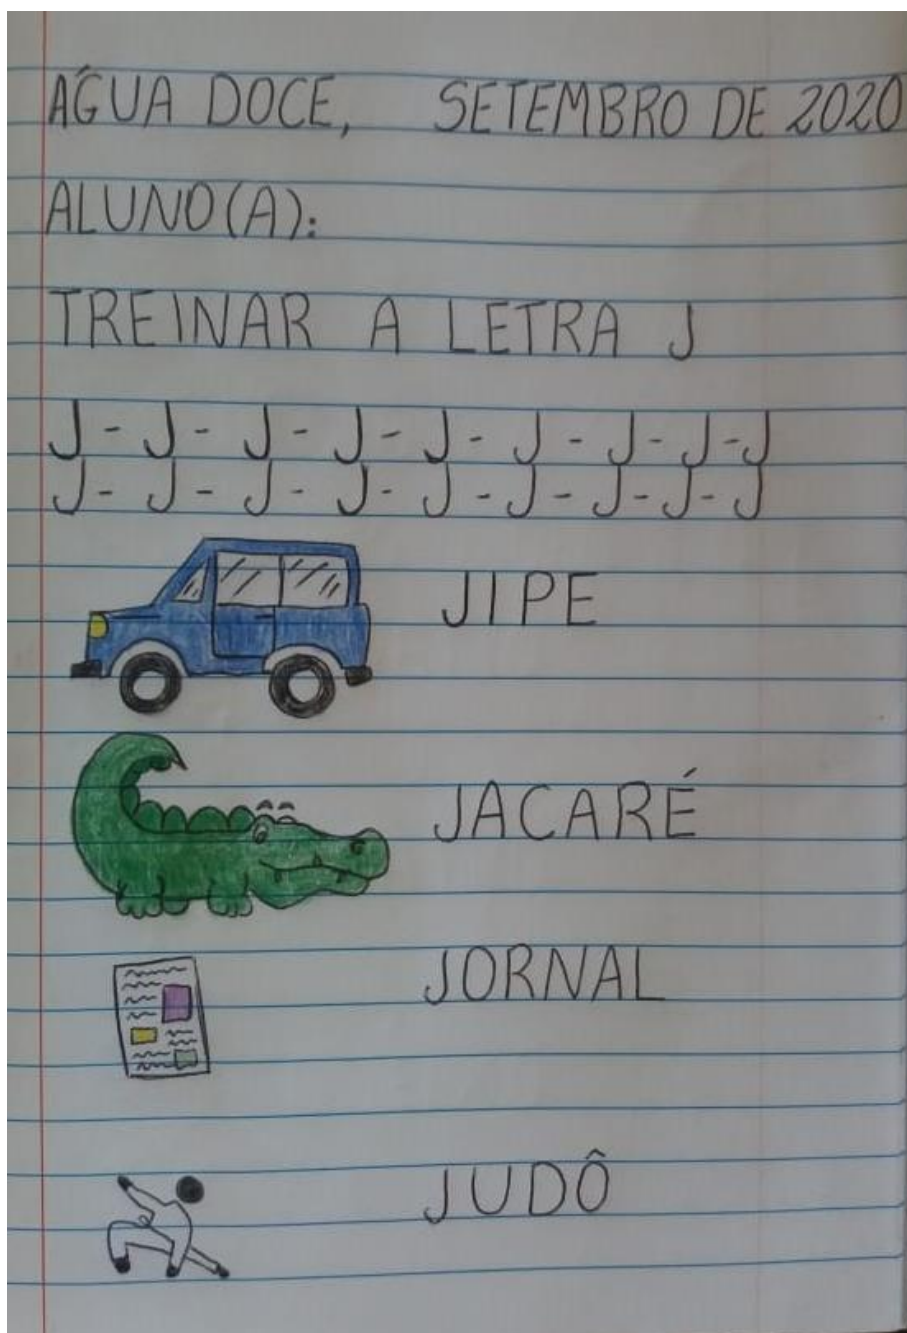 ÁGUA DOCE, SETEMBRO DE 2020
ALUNO(A):
TREINAR A LETRA J
J - J - J - J - J - J - J - J - J
J - J - J - J - J - J - J - J - J
JIPE
JACARÉ
JORNAL
JUDÔ